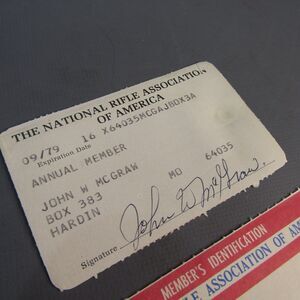 THE NATIONAL RIFLE ASSOCIATION
OF AMERICA
09/79 16 X64035MCGAJBOX3A
Expiration Date
ANNUAL MEMBER
JOHN W MCGRAW
BOX 383 MO 64035
HARDIN
Signature John W McGraw
MEMBER'S IDENTIFICATION
FLE ASSOCIATION OF AM